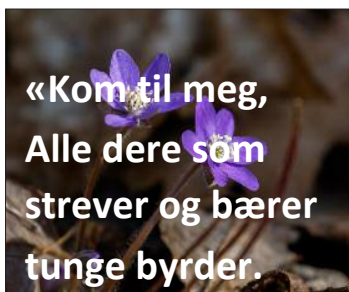 «Kom til meg,
Alle dere som
strever og bærer
tunge byrder.